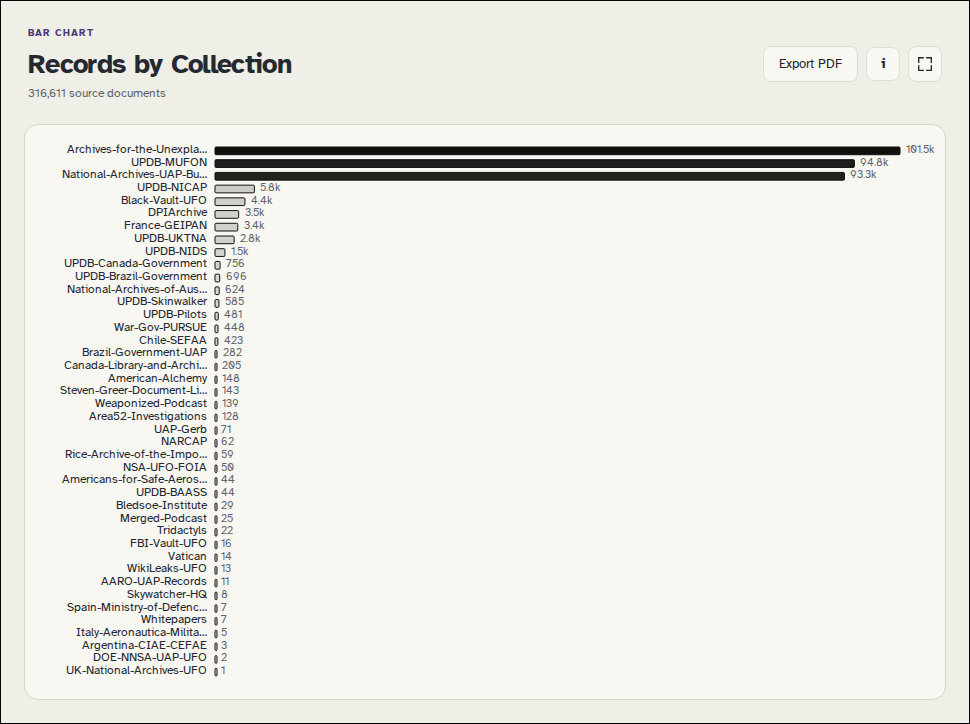 BAR CHART
Records by Collection
316,611 source documents
Export PDF
i
Archives-for-the-Unexpla... 101.5k
UPDB-MUFON 94.8k
National-Archives-UAP-Bu... 93.3k
UPDB-NICAP 5.8k
Black-Vault-UFO 4.4k
DPIArchive 3.5k
France-GEIPAN 3.4k
UPDB-UKTNA 2.8k
UPDB-NIDS 1.5k
UPDB-Canada-Government 756
UPDB-Brazil-Government 696
National-Archives-of-Aus... 624
UPDB-Skinwalker 585
UPDB-Pilots 481
War-Gov-PURSUE 448
Chile-SEFAA 423
Brazil-Government-UAP 282
Canada-Library-and-Archi... 205
American-Alchemy 148
Steven-Greer-Document-Li... 143
Weaponized-Podcast 139
Area52-Investigations 128
UAP-Gerb 71
NARCAP 62
Rice-Archive-of-the-Impo... 59
NSA-UFO-FOIA 50
Americans-for-Safe-Aeros... 44
UPDB-BAASS 44
Bledsoe-Institute 29
Merged-Podcast 25
Tridactyls 22
FBI-Vault-UFO 16
Vatican 14
WikiLeaks-UFO 13
AARO-UAP-Records 11
Skywatcher-HQ 8
Spain-Ministry-of-Defenc... 7
Whitepapers 7
Italy-Aeronautica-Milita... 5
Argentina-CIAE-CEFAE 3
DOE-NNSA-UAP-UFO 2
UK-National-Archives-UFO 1